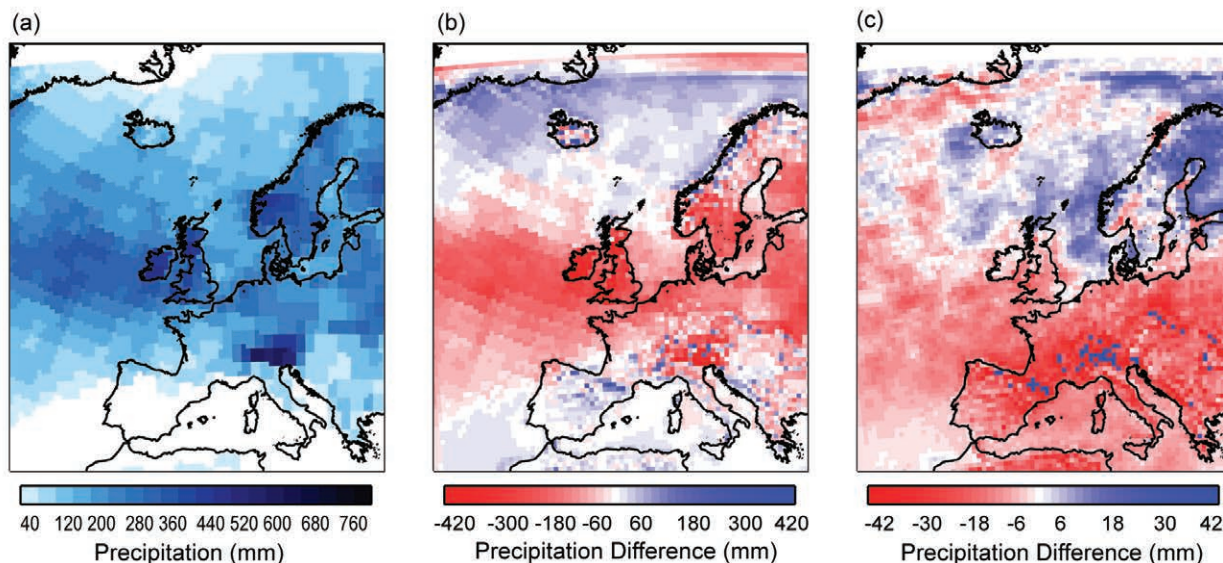 (a) (b) (c)
40 120 200 280 360 440 520 600 680 760
Precipitation (mm)
-420 -300 -180 -60 60 180 300 420
Precipitation Difference (mm)
-42 -30 -18 -6 6 18 30 42
Precipitation Difference (mm)